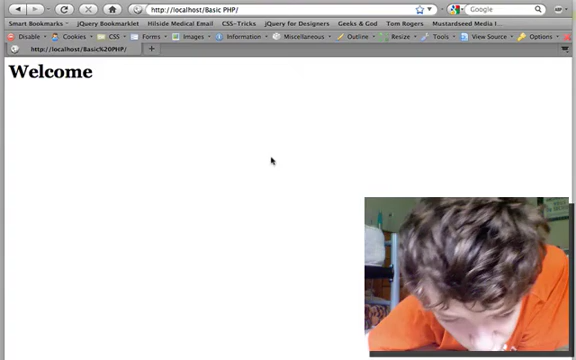 http://localhost/Basic PHP/
Google
Smart Bookmarks jQuery Bookmarklet Hillside Medical Email CSS-Tricks jQuery for Designers Geeks & God Tom Rogers Mustardseed Media I...
Disable Cookies CSS Forms Images Information Miscellaneous Outline Resize Tools View Source Options
http://localhost/Basic%20PHP/
Welcome